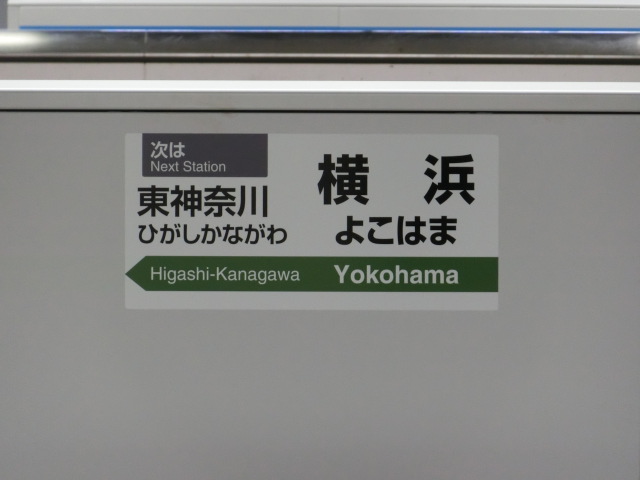 次は
Next Station
東神奈川
ひがしかながわ
横浜
よこはま
Higashi-Kanagawa
Yokohama